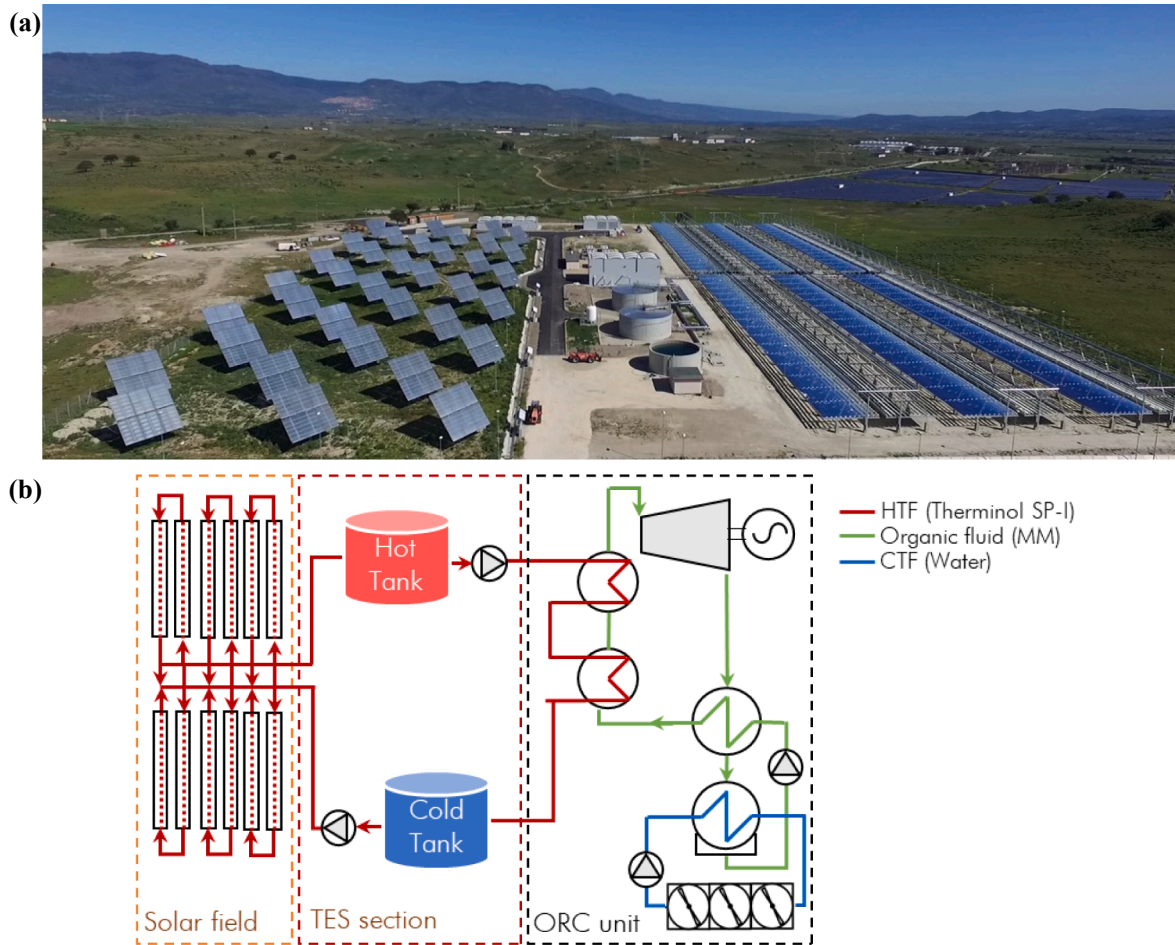 (a)
(b)
HTF (Therminol SP-I)
Organic fluid (MM)
CTF (Water)
Hot
Tank
Cold
Tank
Solar field
TES section
ORC unit